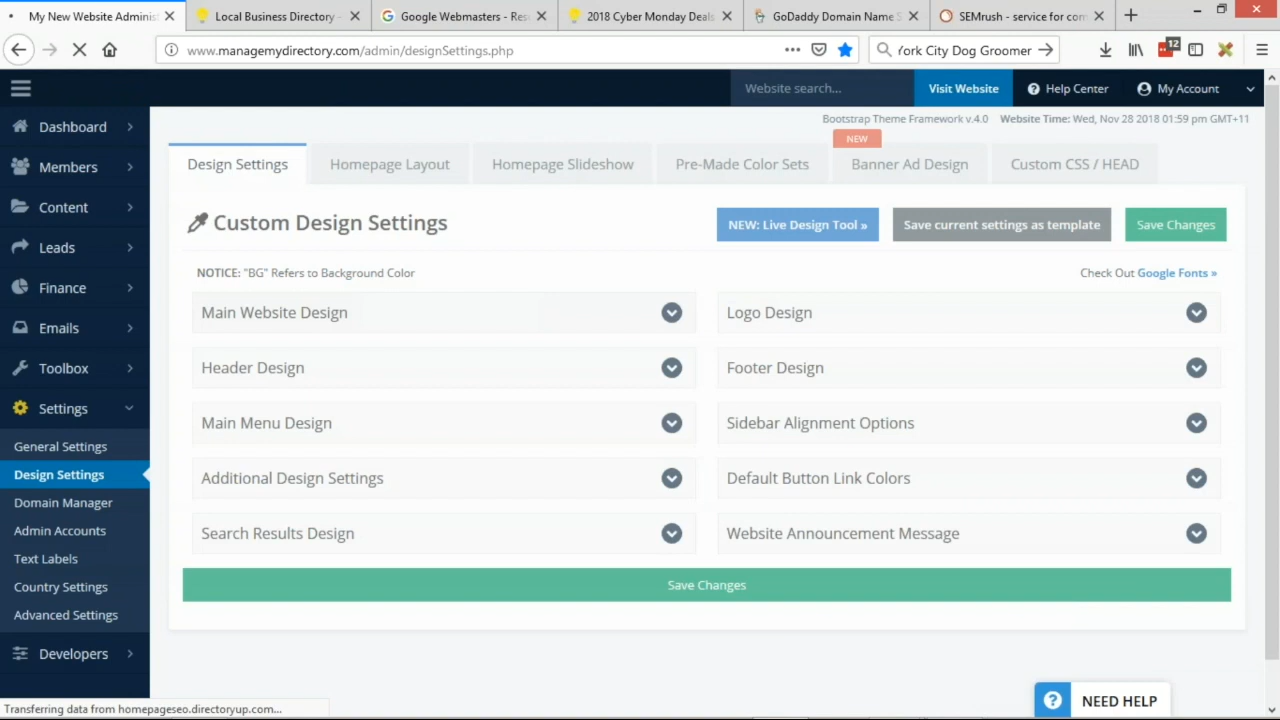 My New Website Administ
Local Business Directory -
Google Webmasters - Res
2018 Cyber Monday Deals
GoDaddy Domain Name S
SEMrush - service for com
www.managemydirectory.com/admin/designSettings.php
York City Dog Groomer
12
Website search...
Visit Website
Help Center
My Account
Bootstrap Theme Framework v.4.0 Website Time: Wed, Nov 28 2018 01:59 pm GMT+11
Dashboard
Members
Content
Leads
Finance
Emails
Toolbox
Settings
General Settings
Design Settings
Domain Manager
Admin Accounts
Text Labels
Country Settings
Advanced Settings
Developers
NEW
Design Settings
Homepage Layout
Homepage Slideshow
Pre-Made Color Sets
Banner Ad Design
Custom CSS / HEAD
Custom Design Settings
NEW: Live Design Tool »
Save current settings as template
Save Changes
NOTICE: "BG" Refers to Background Color
Check Out Google Fonts »
Main Website Design
Logo Design
Header Design
Footer Design
Main Menu Design
Sidebar Alignment Options
Additional Design Settings
Default Button Link Colors
Search Results Design
Website Announcement Message
Save Changes
NEED HELP
Transferring data from homepageseo.directoryup.com...